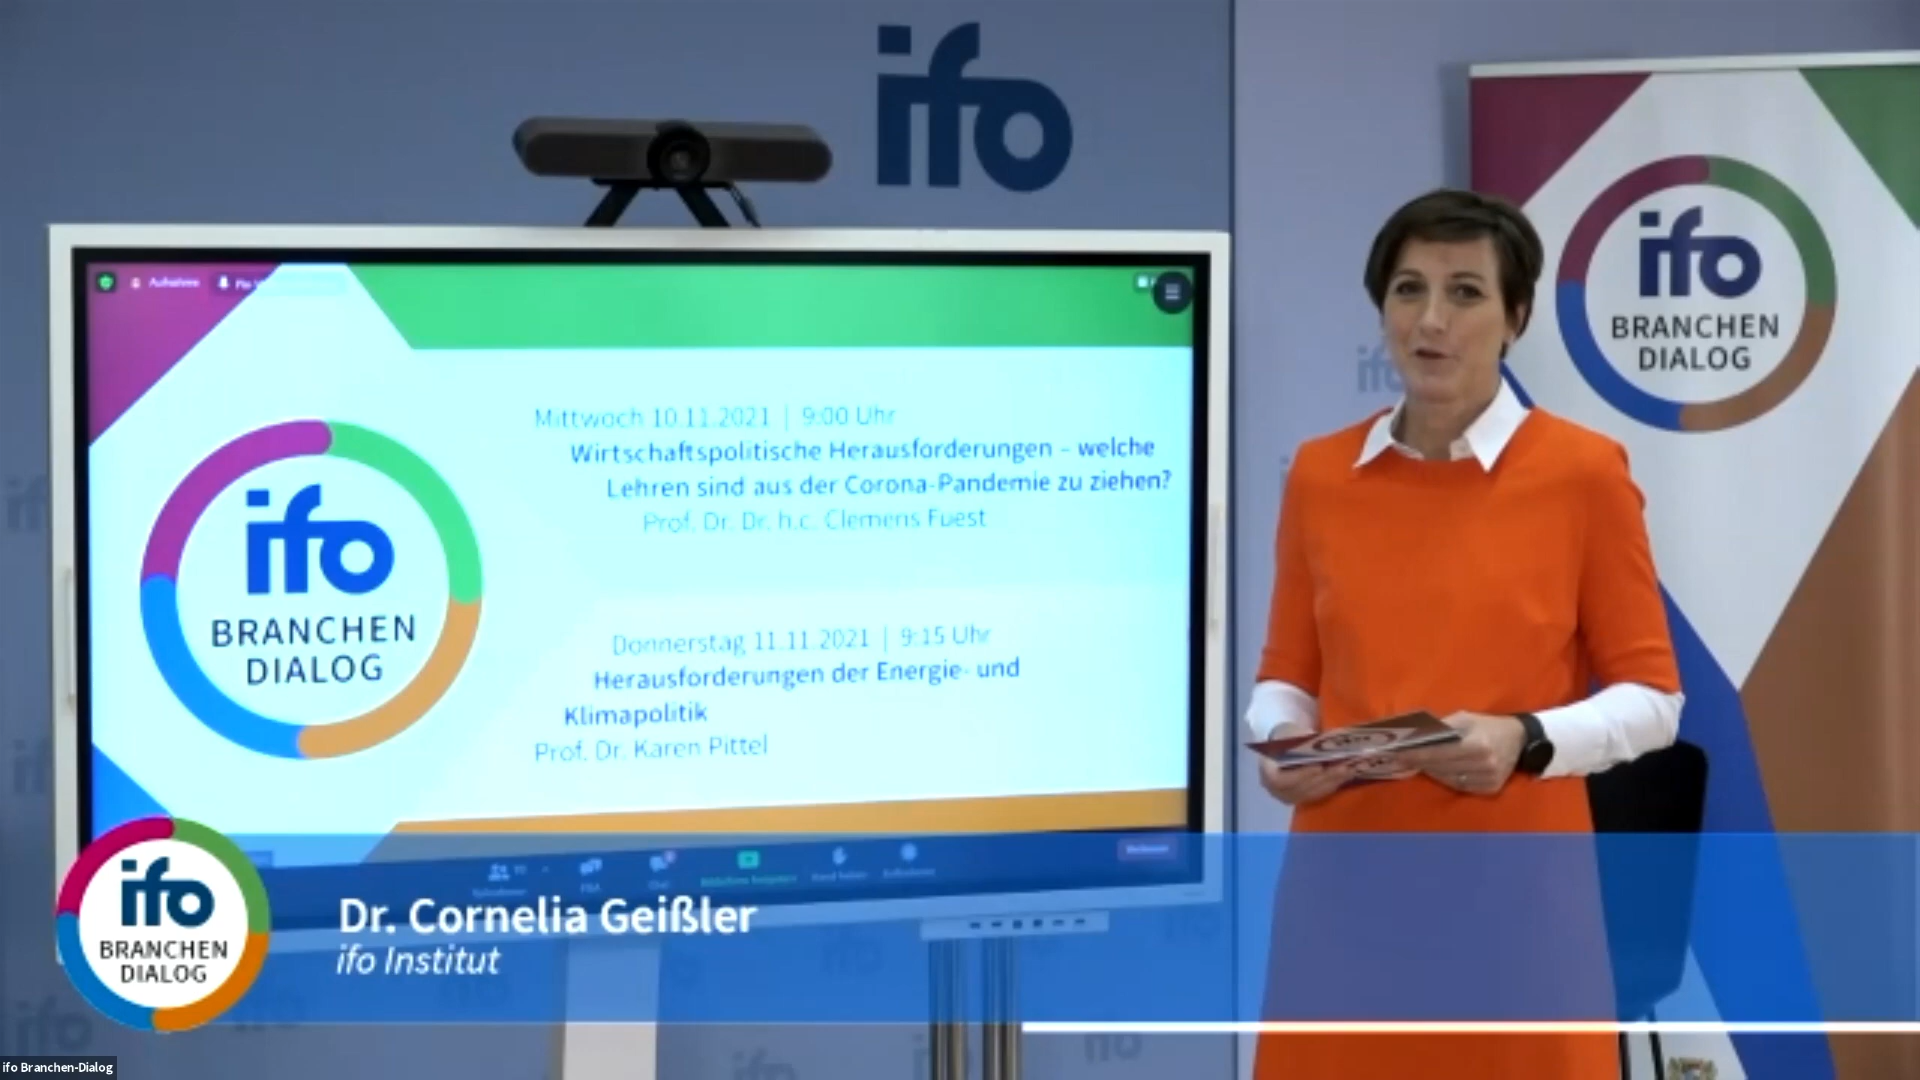 ifo
Aufnahme
Mittwoch 10.11.2021 | 9:00 Uhr
Wirtschaftspolitische Herausforderungen – welche
Lehren sind aus der Corona-Pandemie zu ziehen?
Prof. Dr. Dr. h.c. Clemens Fuest
Donnerstag 11.11.2021 | 9:15 Uhr
Herausforderungen der Energie- und
Klimapolitik
Prof. Dr. Karen Pittel
ifo
BRANCHEN
DIALOG
ifo
BRANCHEN
DIALOG
ifo
BRANCHEN
DIALOG
Dr. Cornelia Geißler
ifo Institut
ifo Branchen-Dialog